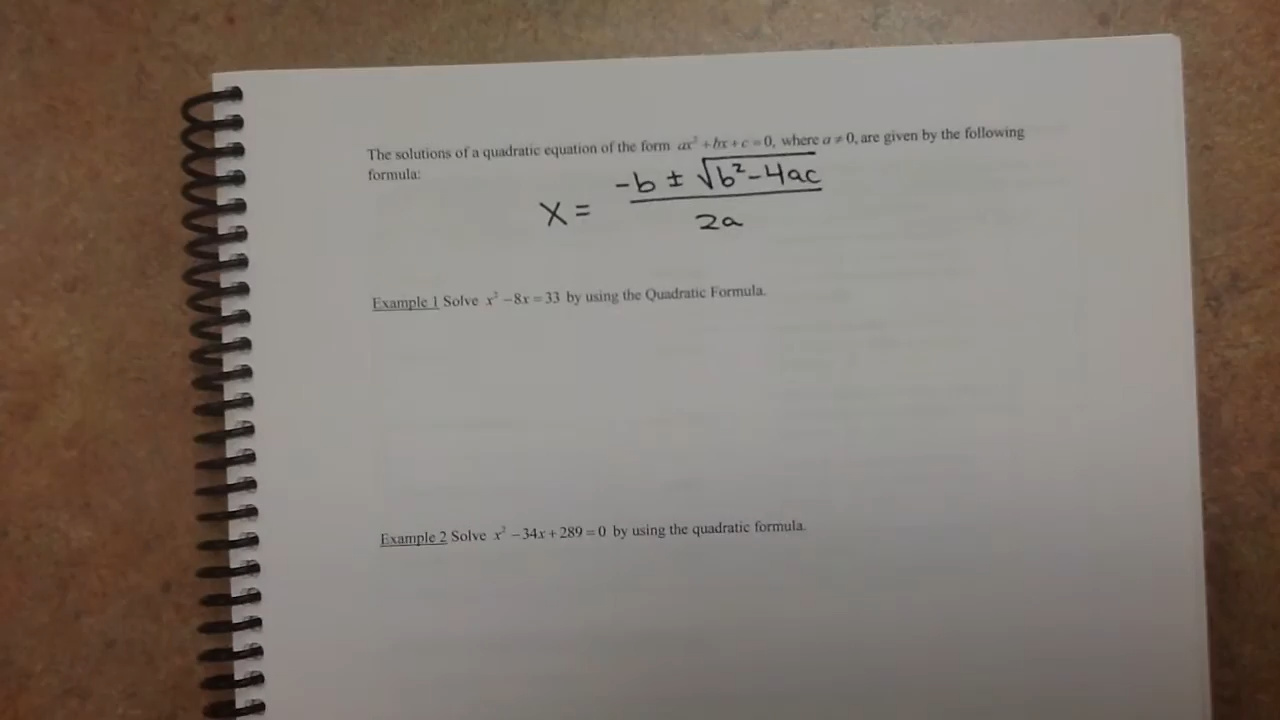 The solutions of a quadratic equation of the form ax² + bx + c = 0, where a ≠ 0, are given by the following
formula:
x = (-b ± √(b² - 4ac)) / 2a
Example 1 Solve x² − 8x = 33 by using the Quadratic Formula.
Example 2 Solve x² − 34x + 289 = 0 by using the quadratic formula.